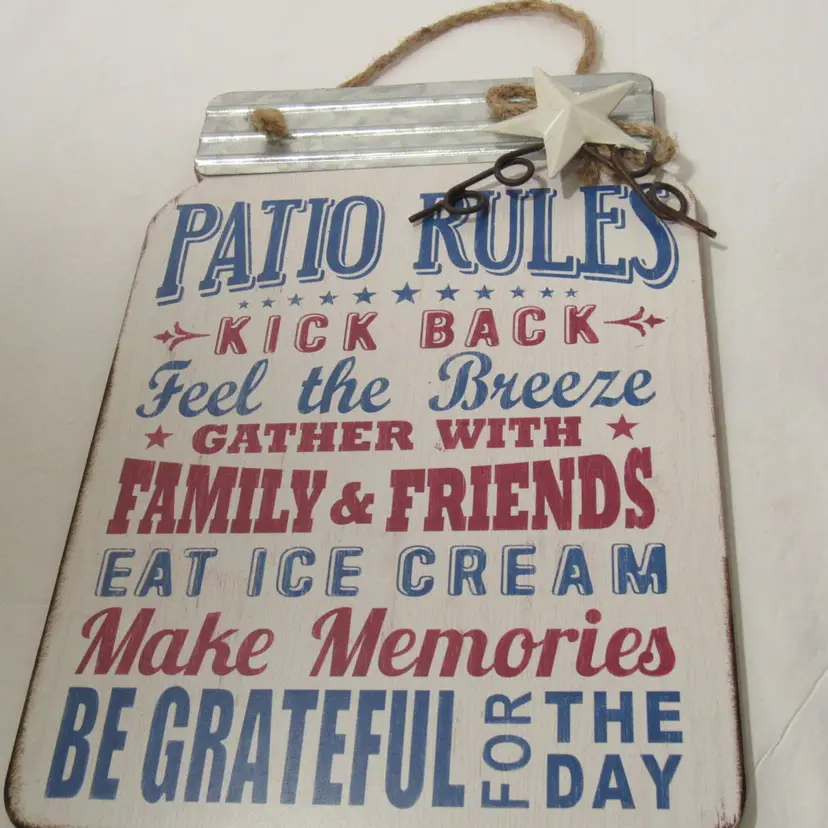 PATIO RULES
KICK BACK
Feel the Breeze
GATHER WITH
FAMILY & FRIENDS
EAT ICE CREAM
Make Memories
BE GRATEFUL FOR THE DAY